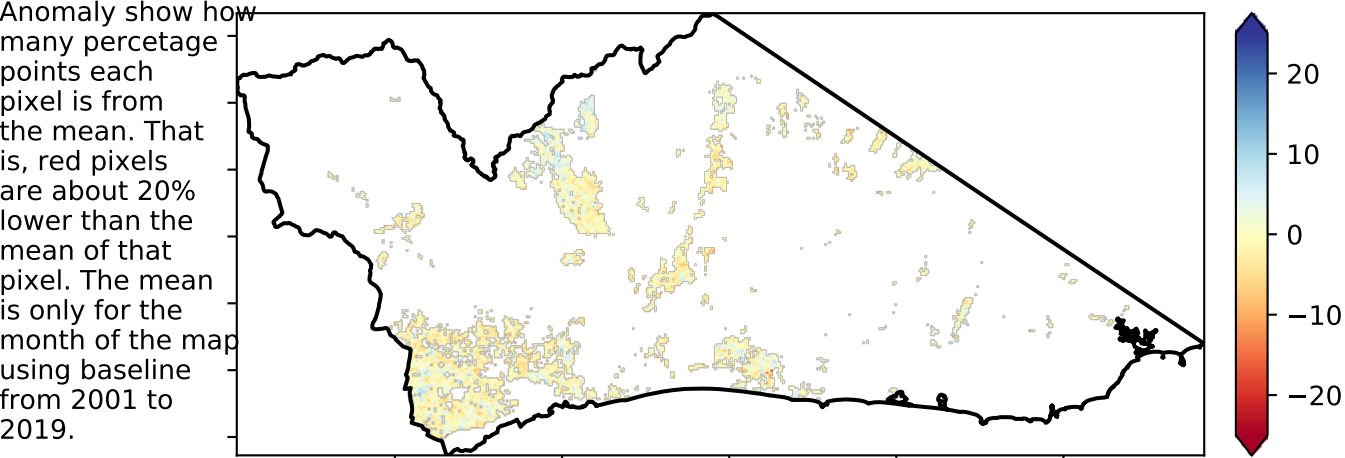 Anomaly show how
many percetage
points each
pixel is from
the mean. That
is, red pixels
are about 20%
lower than the
mean of that
pixel. The mean
is only for the
month of the map
using baseline
from 2001 to
2019.
20
10
0
−10
−20